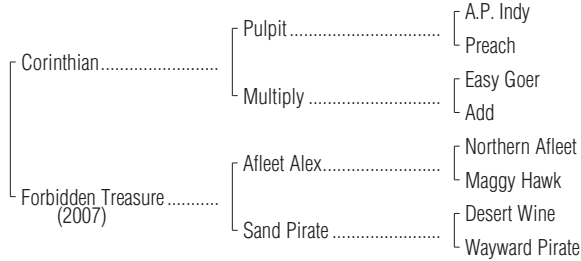 A.P. Indy
Pulpit
Preach
Corinthian
Easy Goer
Multiply
Add
Northern Afleet
Afleet Alex
Maggy Hawk
Forbidden Treasure
(2007)
Desert Wine
Sand Pirate
Wayward Pirate